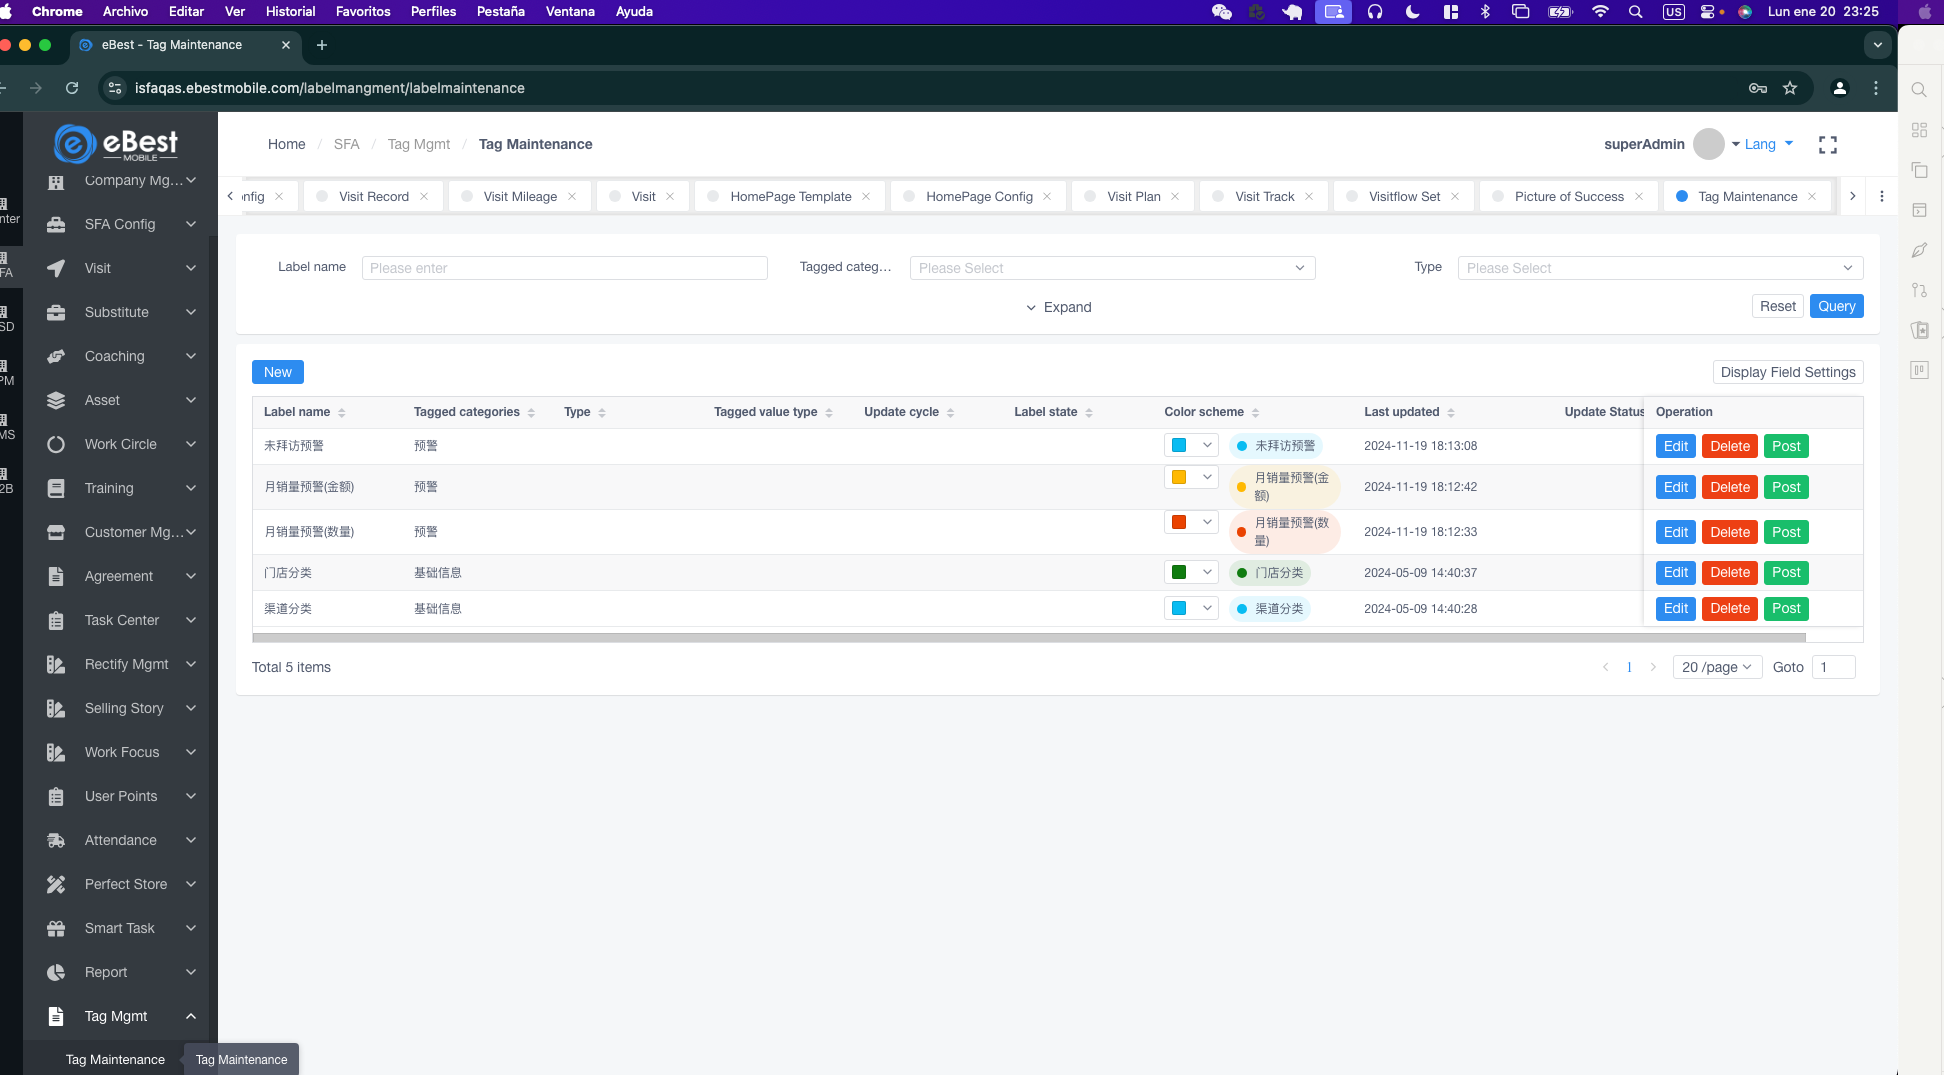 Chrome Archivo Editar Ver Historial Favoritos Perfiles Pestaña Ventana Ayuda US Lun ene 20 23:25
eBest - Tag Maintenance
isfaqas.ebestmobile.com/labelmangment/labelmaintenance
eBest
MOBILE
Home / SFA / Tag Mgmt / Tag Maintenance
superAdmin Lang
nfig Visit Record Visit Mileage Visit HomePage Template HomePage Config Visit Plan Visit Track Visitflow Set Picture of Success Tag Maintenance
nter
FA
SD
PM
MS
2B
Company Mg...
SFA Config
Visit
Substitute
Coaching
Asset
Work Circle
Training
Customer Mg...
Agreement
Task Center
Rectify Mgmt
Selling Story
Work Focus
User Points
Attendance
Perfect Store
Smart Task
Report
Tag Mgmt
Tag Maintenance
Tag Maintenance
Label name Please enter Tagged categ... Please Select Type Please Select
Expand Reset Query
New Display Field Settings
Label name Tagged categories Type Tagged value type Update cycle Label state Color scheme Last updated Update Status Operation
未拜访预警 预警 未拜访预警 2024-11-19 18:13:08 Edit Delete Post
月销量预警(金额) 预警 月销量预警(金
额) 2024-11-19 18:12:42 Edit Delete Post
月销量预警(数量) 预警 月销量预警(数
量) 2024-11-19 18:12:33 Edit Delete Post
门店分类 基础信息 门店分类 2024-05-09 14:40:37 Edit Delete Post
渠道分类 基础信息 渠道分类 2024-05-09 14:40:28 Edit Delete Post
Total 5 items 1 20 /page Goto 1